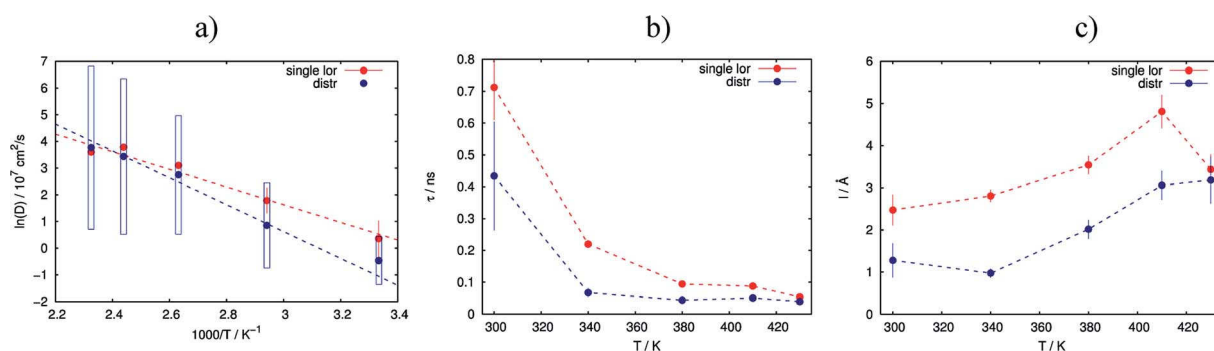 a)
b)
c)
7
6
5
4
3
2
1
0
−1
−2
ln(D) / 10⁷ cm²/s
single lor
distr
2.2 2.4 2.6 2.8 3 3.2 3.4
1000/T / K⁻¹
0.8
0.7
0.6
0.5
0.4
0.3
0.2
0.1
0
τ / ns
single lor
distr
300 320 340 360 380 400 420
T / K
6
5
4
3
2
1
0
l / Å
single lor
distr
300 320 340 360 380 400 420
T / K